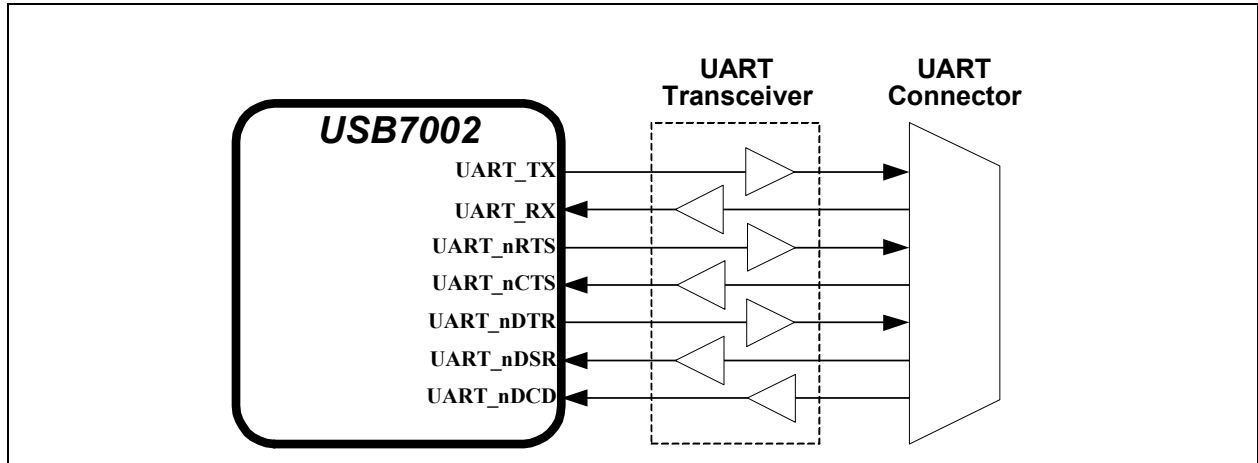 UART
Transceiver
UART
Connector
USB7002
UART_TX
UART_RX
UART_nRTS
UART_nCTS
UART_nDTR
UART_nDSR
UART_nDCD